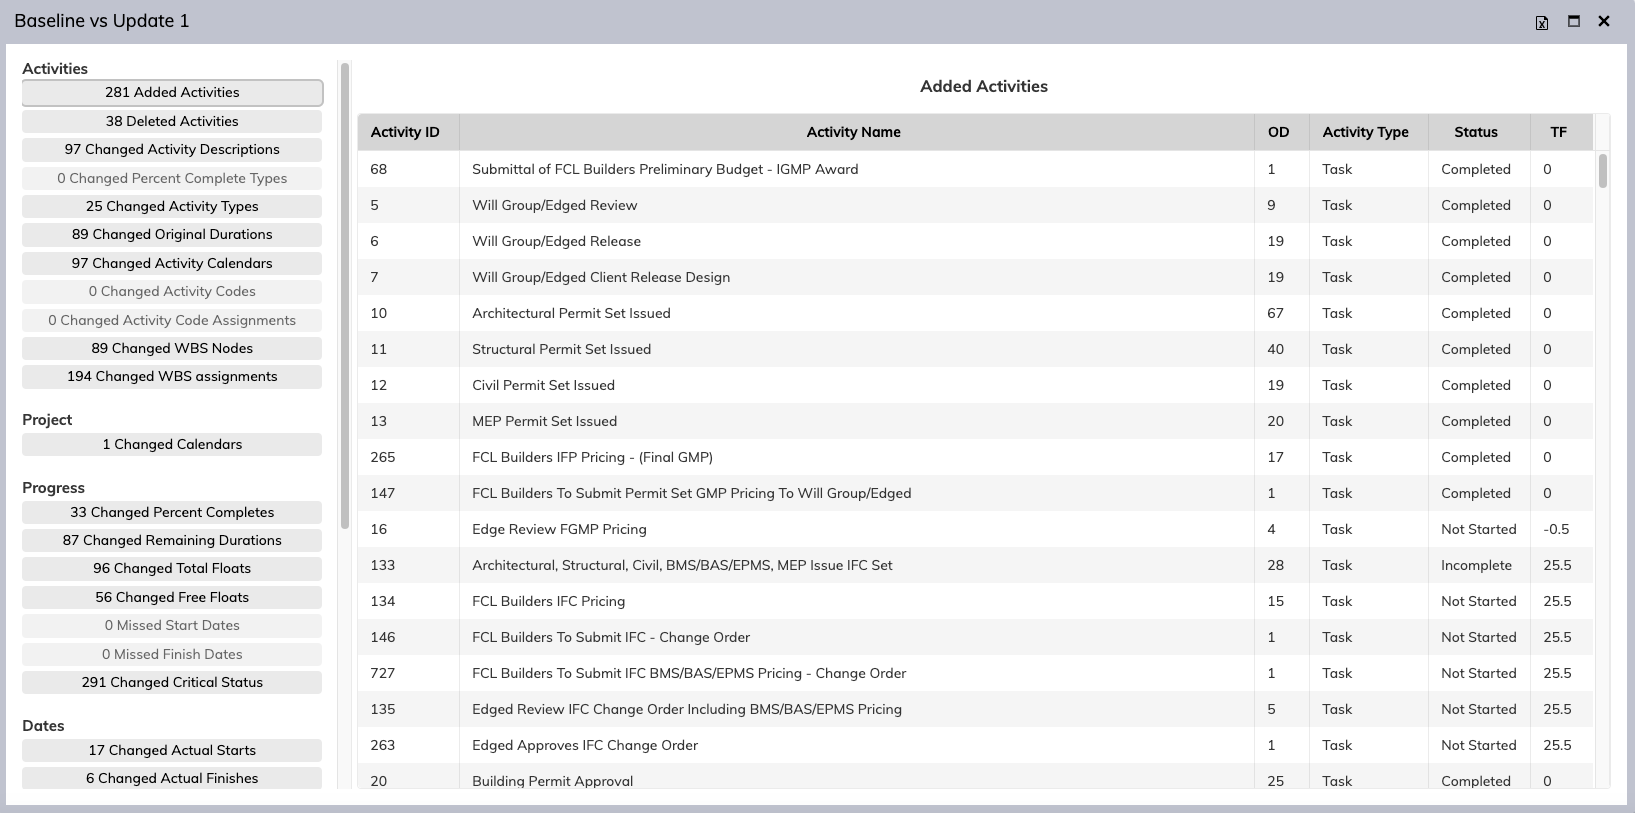 Baseline vs Update 1
Activities
281 Added Activities
38 Deleted Activities
97 Changed Activity Descriptions
0 Changed Percent Complete Types
25 Changed Activity Types
89 Changed Original Durations
97 Changed Activity Calendars
0 Changed Activity Codes
0 Changed Activity Code Assignments
89 Changed WBS Nodes
194 Changed WBS assignments
Project
1 Changed Calendars
Progress
33 Changed Percent Completes
87 Changed Remaining Durations
96 Changed Total Floats
56 Changed Free Floats
0 Missed Start Dates
0 Missed Finish Dates
291 Changed Critical Status
Dates
17 Changed Actual Starts
6 Changed Actual Finishes
Added Activities
Activity ID Activity Name OD Activity Type Status TF
68 Submittal of FCL Builders Preliminary Budget - IGMP Award 1 Task Completed 0
5 Will Group/Edged Review 9 Task Completed 0
6 Will Group/Edged Release 19 Task Completed 0
7 Will Group/Edged Client Release Design 19 Task Completed 0
10 Architectural Permit Set Issued 67 Task Completed 0
11 Structural Permit Set Issued 40 Task Completed 0
12 Civil Permit Set Issued 19 Task Completed 0
13 MEP Permit Set Issued 20 Task Completed 0
265 FCL Builders IFP Pricing - (Final GMP) 17 Task Completed 0
147 FCL Builders To Submit Permit Set GMP Pricing To Will Group/Edged 1 Task Completed 0
16 Edge Review FGMP Pricing 4 Task Not Started -0.5
133 Architectural, Structural, Civil, BMS/BAS/EPMS, MEP Issue IFC Set 28 Task Incomplete 25.5
134 FCL Builders IFC Pricing 15 Task Not Started 25.5
146 FCL Builders To Submit IFC - Change Order 1 Task Not Started 25.5
727 FCL Builders To Submit IFC BMS/BAS/EPMS Pricing - Change Order 1 Task Not Started 25.5
135 Edged Review IFC Change Order Including BMS/BAS/EPMS Pricing 5 Task Not Started 25.5
263 Edged Approves IFC Change Order 1 Task Not Started 25.5
20 Building Permit Approval 25 Task Completed 0